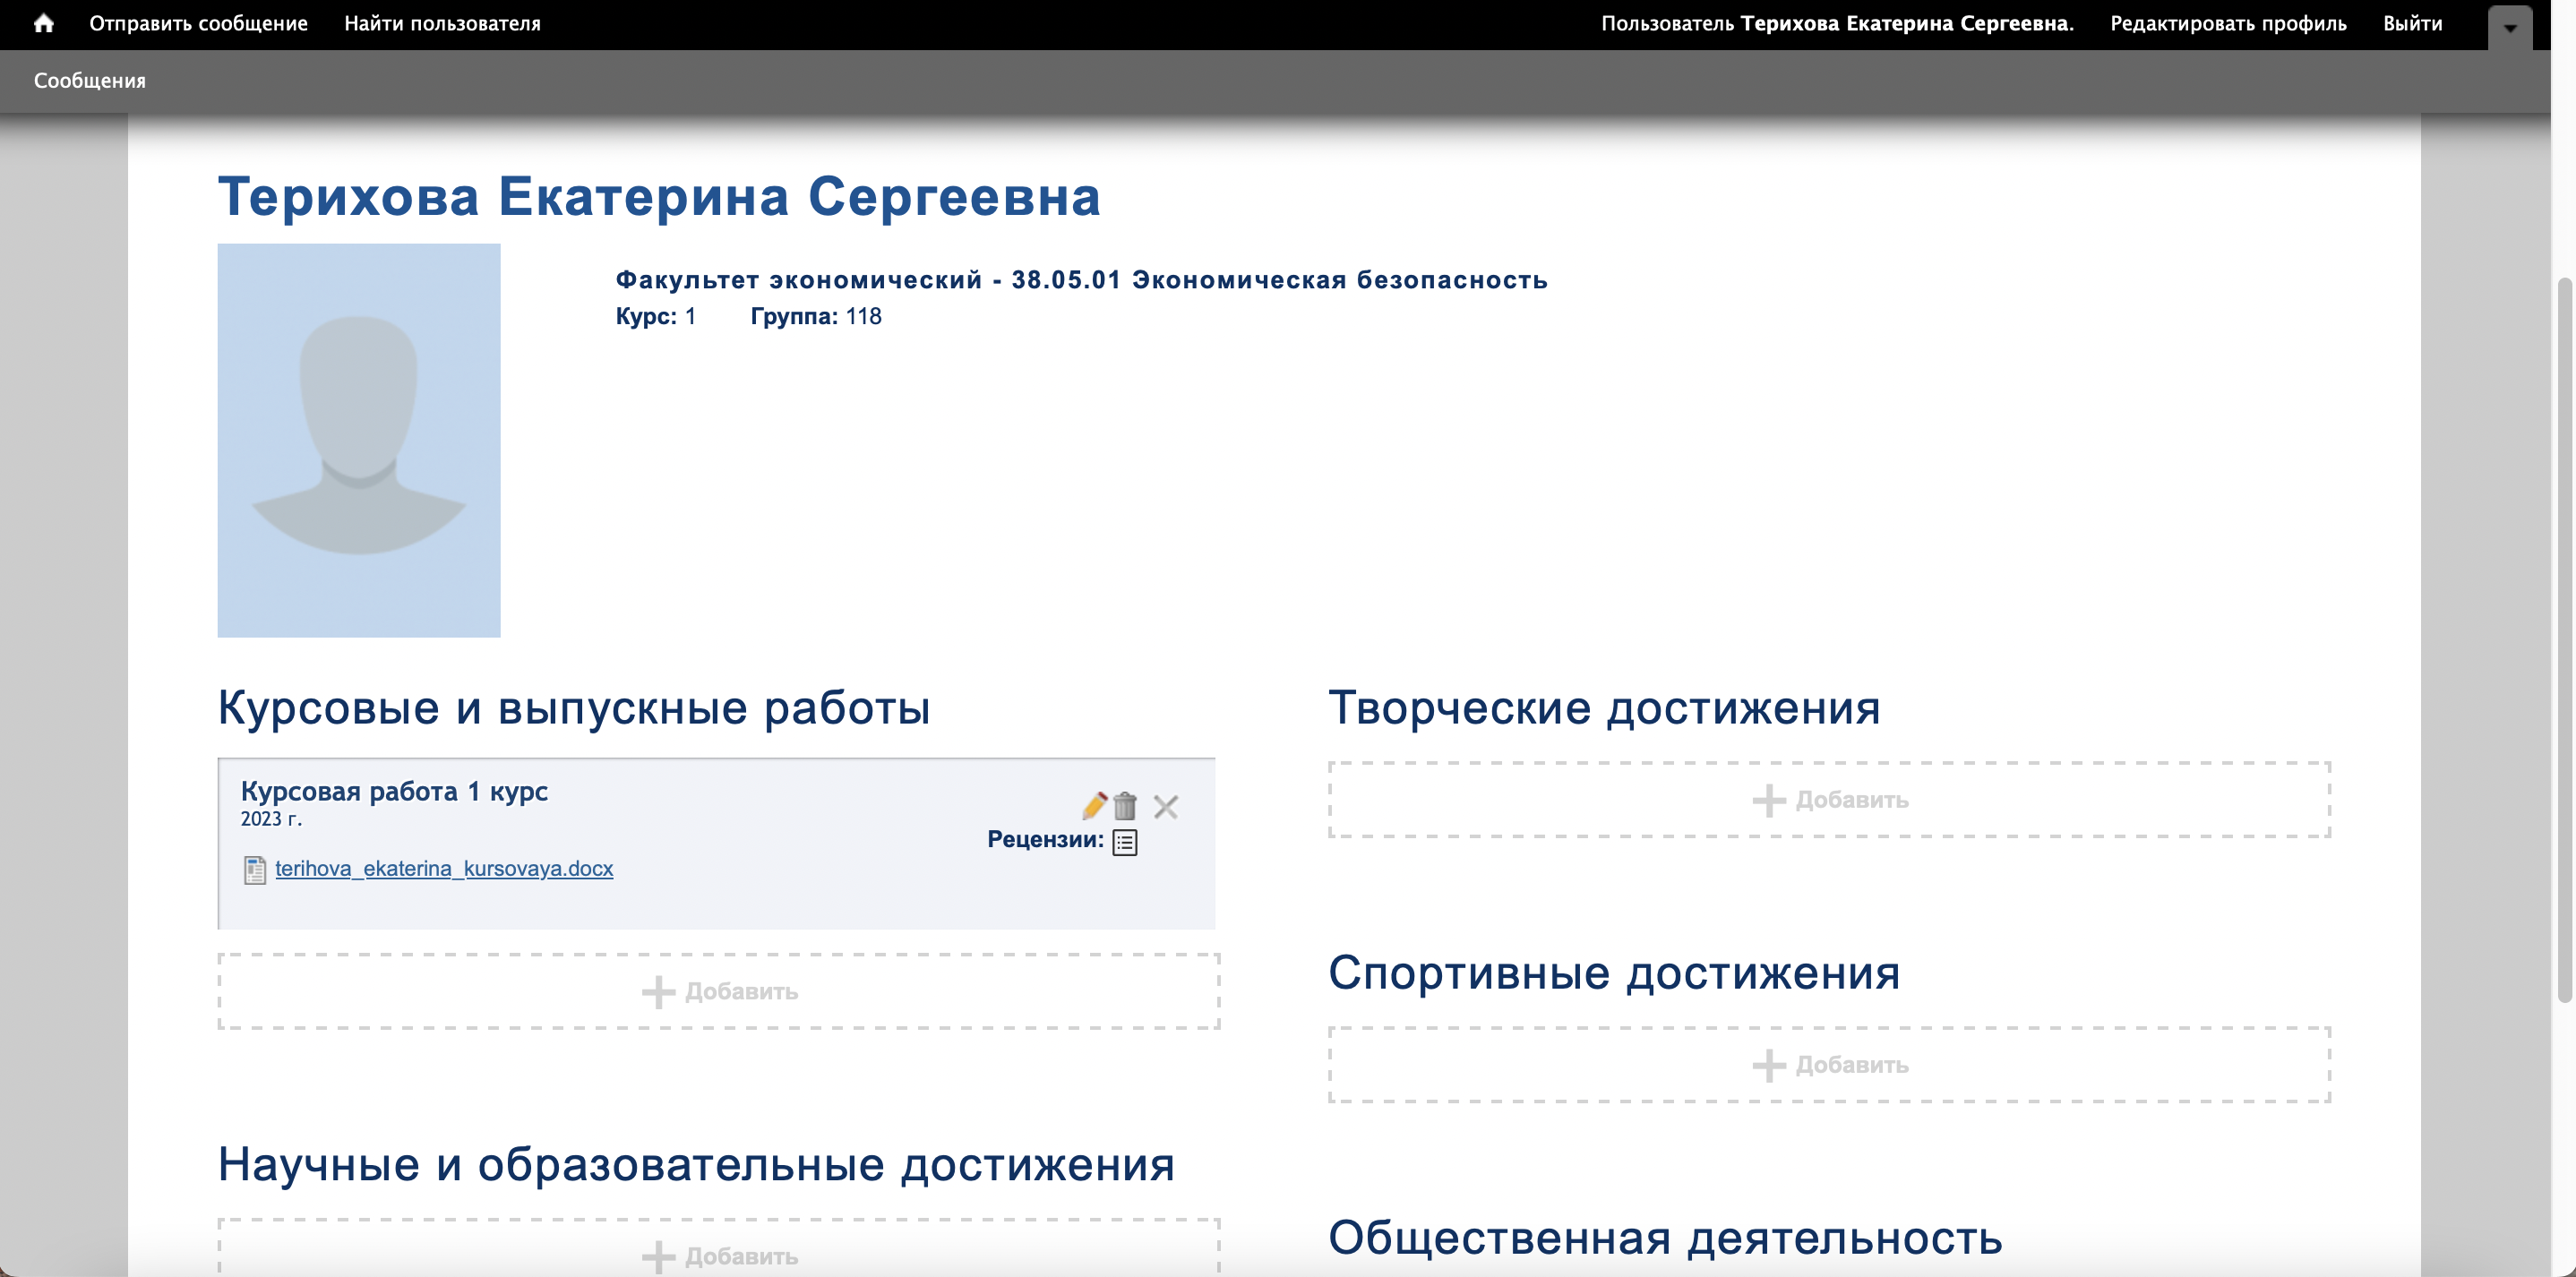 Отправить сообщение Найти пользователя Пользователь Терихова Екатерина Сергеевна. Редактировать профиль Выйти
Сообщения
Терихова Екатерина Сергеевна
Факультет экономический - 38.05.01 Экономическая безопасность
Курс: 1 Группа: 118
Курсовые и выпускные работы
Курсовая работа 1 курс
2023 г.
Рецензии:
terihova_ekaterina_kursovaya.docx
Добавить
Научные и образовательные достижения
Добавить
Творческие достижения
Добавить
Спортивные достижения
Добавить
Общественная деятельность